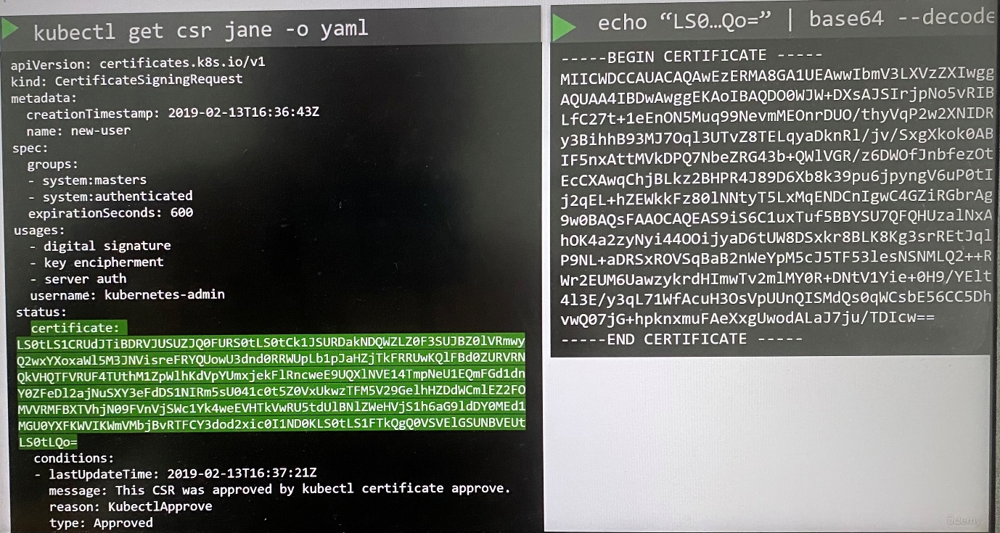 kubectl get csr jane -o yaml
apiVersion: certificates.k8s.io/v1
kind: CertificateSigningRequest
metadata:
creationTimestamp: 2019-02-13T16:36:43Z
name: new-user
spec:
groups:
- system:masters
- system:authenticated
expirationSeconds: 600
usages:
- digital signature
- key encipherment
- server auth
username: kubernetes-admin
status:
certificate:
LS0tLS1CRUdJTiBDRVJUSUZJQ0FURS0tLS0tCk1JSURDakNDQWZLZ0F3SUJBZ0lVRmwy
Q2wxYXoxaWl5M3JNVisreFRYQUowU3dnd0RRWUpLb1pJaHZjTkFRRUwKQlFBd0ZURVRN
QkVHQTFVRUF4TUthM1ZpWlhKdVpYUmxjekFlRncweE9UQXlNVE14TmpNeU1EQmFGd1dn
Y0ZFeDl2ajNuSXY3eFdDS1NIRm5sU041c0t5Z0VxUkwzTFM5V29GelhHZDdWCmlEZ2FO
MVVRMFBXTVhjN09FVnVjSWc1Yk4weEVHTkVwRU5tdUlBNlZWeHVjS1h6aG9ldDY0MEd1
MGU0YXFKWVIKWmVMbjBvRTFCY3dod2xic0I1ND0KLS0tLS1FTkQgQ0VSVElGSUNBVEUt
LS0tLQo=
conditions:
- lastUpdateTime: 2019-02-13T16:37:21Z
message: This CSR was approved by kubectl certificate approve.
reason: KubectlApprove
type: Approved
echo “LS0…Qo=” | base64 --decode
-----BEGIN CERTIFICATE -----
MIICWDCCAUACAQAwEzERMA8GA1UEAwwIbmV3LXVzZXIwgg
AQUAA4IBDwAwggEKAoIBAQDO0WJW+DXsAJSIrjpNo5vRIB
LfC27t+1eEnON5Muq99NevmMEOnrDUO/thyVqP2w2XNIDR
y3BihhB93MJ7Oql3UTvZ8TELqyaDknRl/jv/SxgXkok0AB
IF5nxAttMVkDPQ7NbeZRG43b+QWlVGR/z6DWOfJnbfezOt
EcCXAwqChjBLkz2BHPR4J89D6Xb8k39pu6jpyngV6uP0tI
j2qEL+hZEWkkFz80lNNtyT5LxMqENDCnIgwC4GZiRGbrAg
9w0BAQsFAAOCAQEAS9iS6C1uxTuf5BBYSU7QFQHUzalNxA
hOK4a2zyNyi44OOijyaD6tUW8DSxkr8BLK8Kg3srREtJql
P9NL+aDRSxROVSqBaB2nWeYpM5cJ5TF53lesNSNMLQ2++R
Wr2EUM6UawzykrdHImwTv2mlMY0R+DNtV1Yie+0H9/YElt
4l3E/y3qL71WfAcuH3OsVpUUnQISMdQs0qWCsbE56CC5Dh
vwQ07jG+hpknxmuFAeXxgUwodALaJ7ju/TDIcw==
-----END CERTIFICATE -----
ûdemy